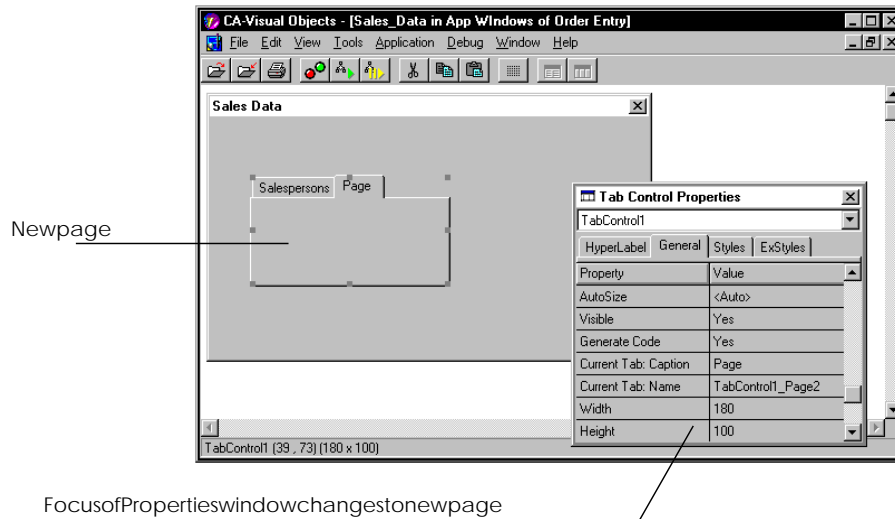 CA-Visual Objects - [Sales_Data in App WIndows of Order Entry]
File Edit View Tools Application Debug Window Help
Sales Data
Salespersons Page
Newpage
Tab Control Properties
TabControl1
HyperLabel General Styles ExStyles
Property Value
AutoSize <Auto>
Visible Yes
Generate Code Yes
Current Tab: Caption Page
Current Tab: Name TabControl1_Page2
Width 180
Height 100
TabControl1 (39 , 73) (180 x 100)
FocusofPropertieswindowchangestonewpage